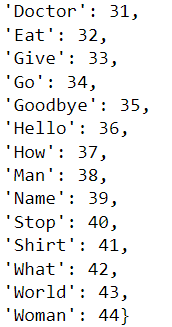 'Doctor': 31,
'Eat': 32,
'Give': 33,
'Go': 34,
'Goodbye': 35,
'Hello': 36,
'How': 37,
'Man': 38,
'Name': 39,
'Stop': 40,
'Shirt': 41,
'What': 42,
'World': 43,
'Woman': 44}